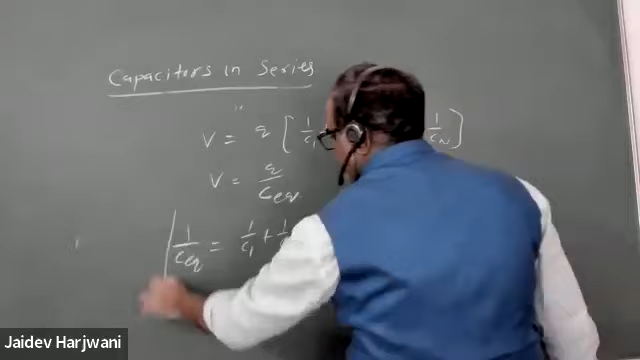 Capacitors in Series
V = q [ 1/C1 1/CN ]
V = q/Ceq
1/Ceq = 1/C1 + 1/
Jaidev Harjwani